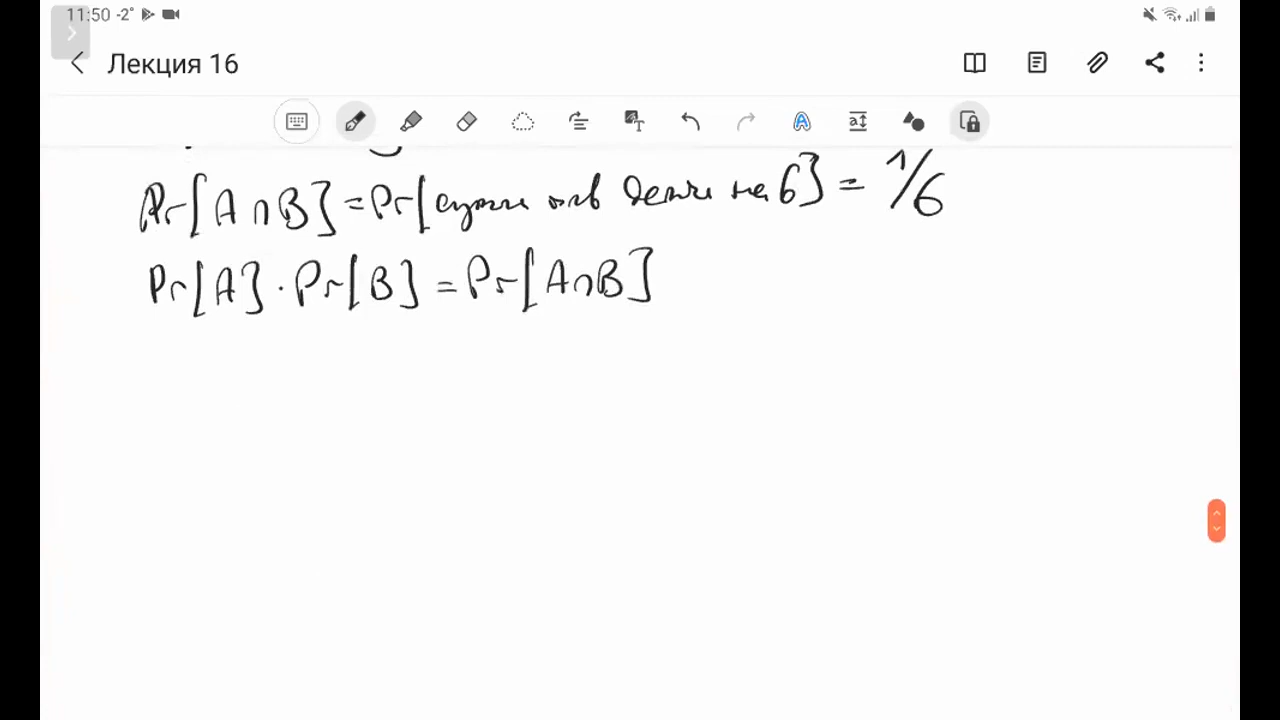 11:50 -2°
Лекция 16
Pr[A∩B] = Pr[сумма очков делится на 6] = 1/6
Pr[A] · Pr[B] = Pr[A∩B]